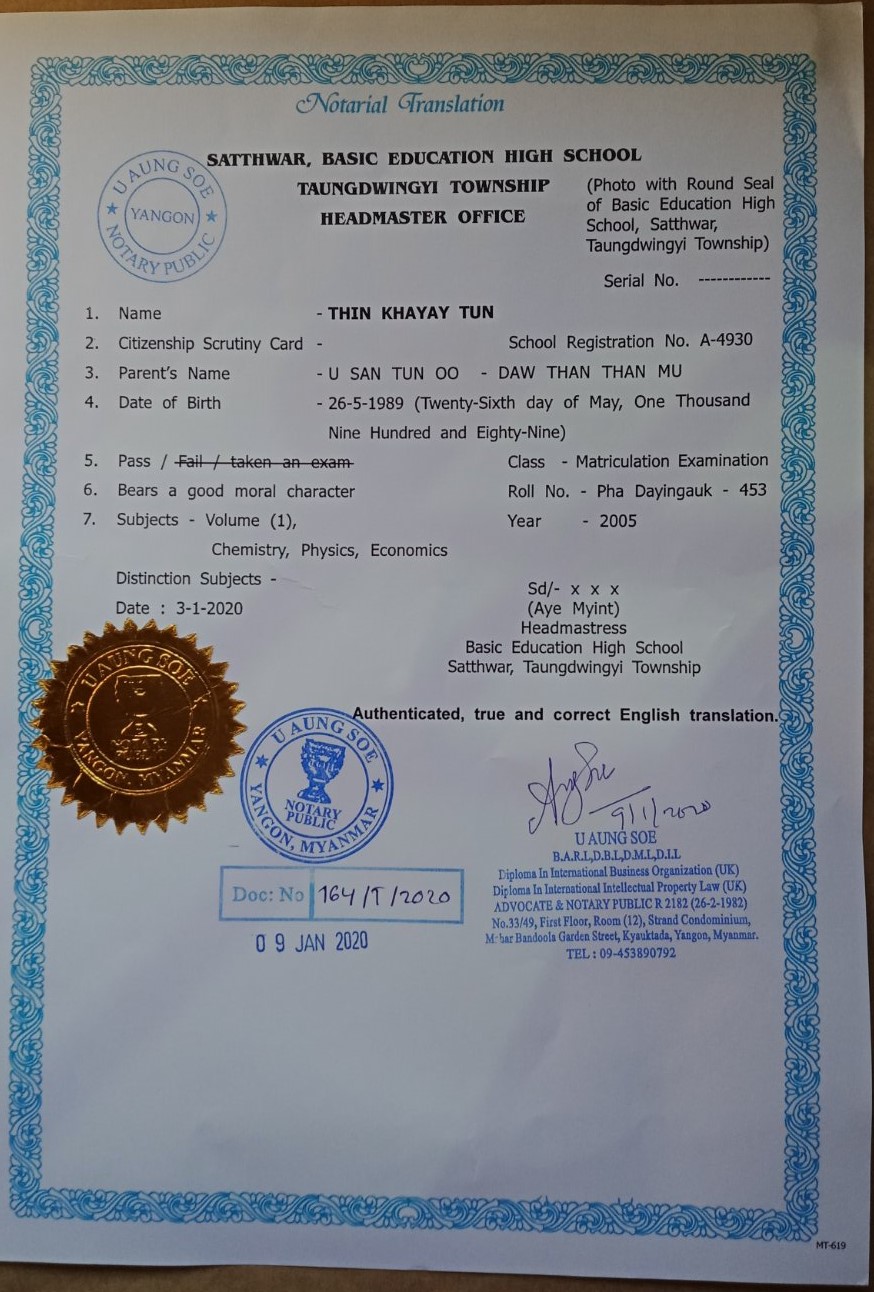 Notarial Translation
SATTHWAR, BASIC EDUCATION HIGH SCHOOL
TAUNGDWINGYI TOWNSHIP
HEADMASTER OFFICE
(Photo with Round Seal
of Basic Education High
School, Satthwar,
Taungdwingyi Township)
U AUNG SOE
YANGON
NOTARY PUBLIC
Serial No. ------------
1. Name - THIN KHAYAY TUN
2. Citizenship Scrutiny Card - School Registration No. A-4930
3. Parent's Name - U SAN TUN OO - DAW THAN THAN MU
4. Date of Birth - 26-5-1989 (Twenty-Sixth day of May, One Thousand
Nine Hundred and Eighty-Nine)
5. Pass / Fail / taken an exam Class - Matriculation Examination
6. Bears a good moral character Roll No. - Pha Dayingauk - 453
7. Subjects - Volume (1), Year - 2005
Chemistry, Physics, Economics
Distinction Subjects -
Date : 3-1-2020
Sd/- x x x
(Aye Myint)
Headmastress
Basic Education High School
Satthwar, Taungdwingyi Township
U AUNG SOE
NOTARY
PUBLIC
YANGON, MYANMAR
Authenticated, true and correct English translation.
U AUNG SOE
NOTARY
PUBLIC
YANGON, MYANMAR
9/1/2020
U AUNG SOE
B.A.R.L,D.B.L,D.M.L,D.I.L
Diploma In International Business Organization (UK)
Diploma In International Intellectual Property Law (UK)
ADVOCATE & NOTARY PUBLIC R 2182 (26-2-1982)
No.33/49, First Floor, Room (12), Strand Condominium,
Bandoola Garden Street, Kyauktada, Yangon, Myanmar.
TEL : 09-453890792
Doc: No 164/T/2020
09 JAN 2020
MT-619